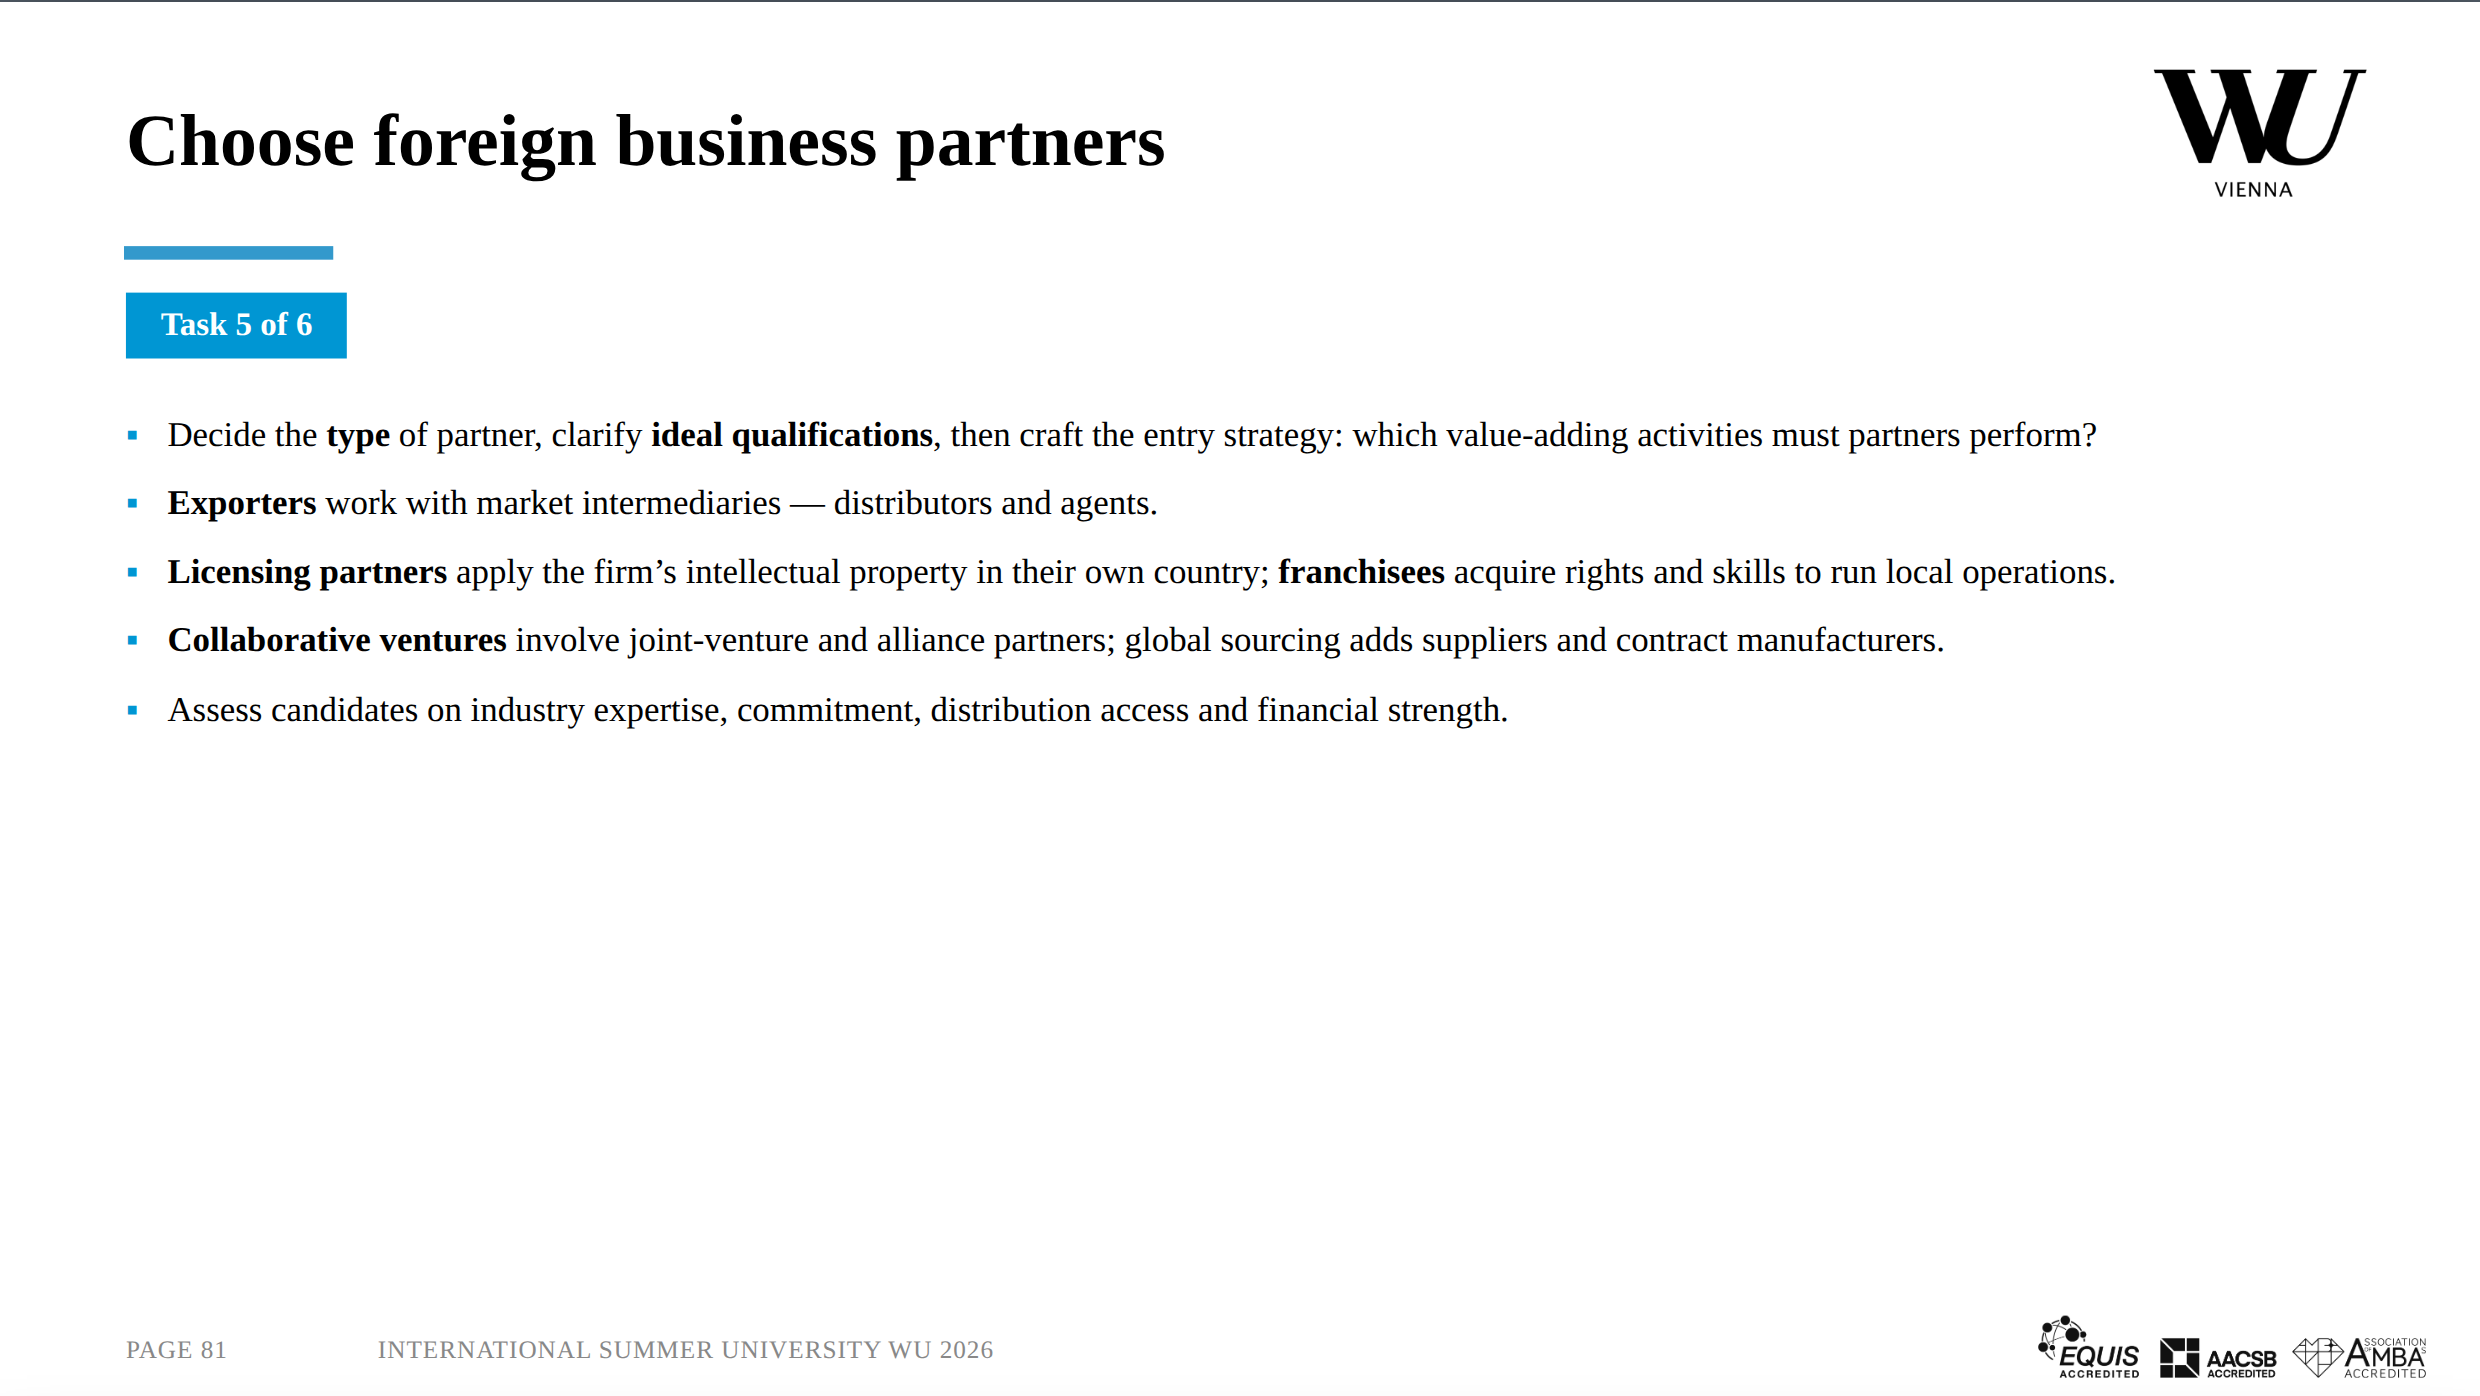 Choose foreign business partners
WU
VIENNA
Task 5 of 6
▪ Decide the type of partner, clarify ideal qualifications, then craft the entry strategy: which value-adding activities must partners perform?
▪ Exporters work with market intermediaries — distributors and agents.
▪ Licensing partners apply the firm’s intellectual property in their own country; franchisees acquire rights and skills to run local operations.
▪ Collaborative ventures involve joint-venture and alliance partners; global sourcing adds suppliers and contract manufacturers.
▪ Assess candidates on industry expertise, commitment, distribution access and financial strength.
PAGE 81
INTERNATIONAL SUMMER UNIVERSITY WU 2026
EQUIS
ACCREDITED
AACSB
ACCREDITED
ASSOCIATION
OF
AMBAS
ACCREDITED